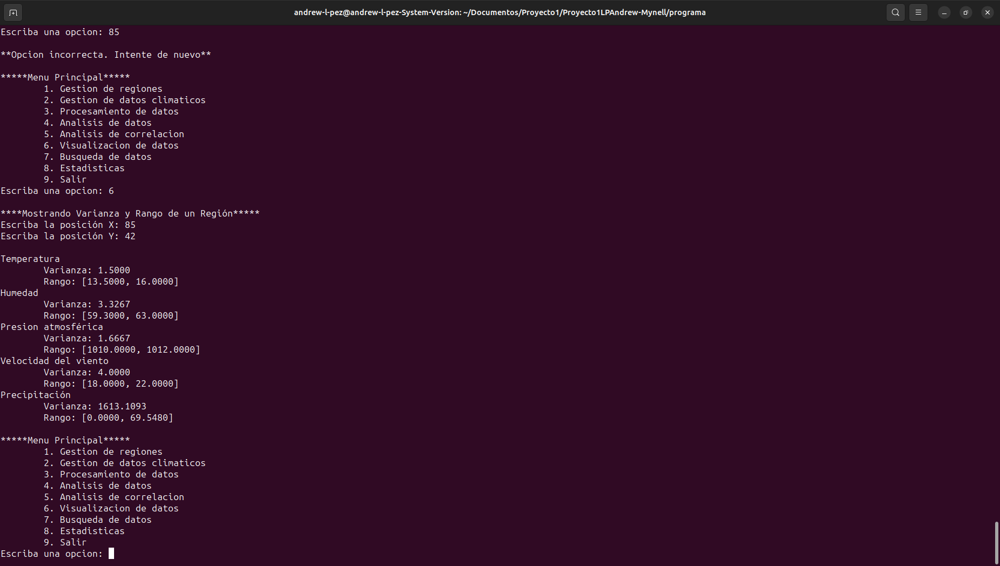 andrew-l-pez@andrew-l-pez-System-Version: ~/Documentos/Proyecto1/Proyecto1LPAndrew-Mynell/programa
Escriba una opcion: 85
**Opcion incorrecta. Intente de nuevo**
*****Menu Principal*****
1. Gestion de regiones
2. Gestion de datos climaticos
3. Procesamiento de datos
4. Analisis de datos
5. Analisis de correlacion
6. Visualizacion de datos
7. Busqueda de datos
8. Estadisticas
9. Salir
Escriba una opcion: 6
****Mostrando Varianza y Rango de un Región*****
Escriba la posición X: 85
Escriba la posición Y: 42
Temperatura
Varianza: 1.5000
Rango: [13.5000, 16.0000]
Humedad
Varianza: 3.3267
Rango: [59.3000, 63.0000]
Presion atmosférica
Varianza: 1.6667
Rango: [1010.0000, 1012.0000]
Velocidad del viento
Varianza: 4.0000
Rango: [18.0000, 22.0000]
Precipitación
Varianza: 1613.1093
Rango: [0.0000, 69.5480]
*****Menu Principal*****
1. Gestion de regiones
2. Gestion de datos climaticos
3. Procesamiento de datos
4. Analisis de datos
5. Analisis de correlacion
6. Visualizacion de datos
7. Busqueda de datos
8. Estadisticas
9. Salir
Escriba una opcion: